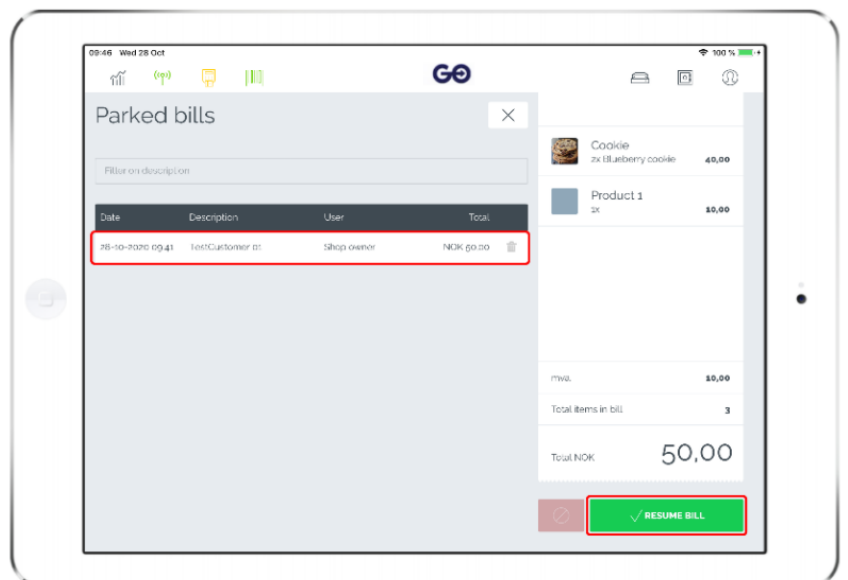 09:46 Wed 28 Oct
100 %
GO
Parked bills
Filter on description
Date Description User Total
28-10-2020 09.41 TestCustomer 01 Shop owner NOK 50.00
Cookie
2x Blueberry cookie 40,00
Product 1
1x 10,00
mva. 10,00
Total items in bill 3
Total NOK 50,00
RESUME BILL